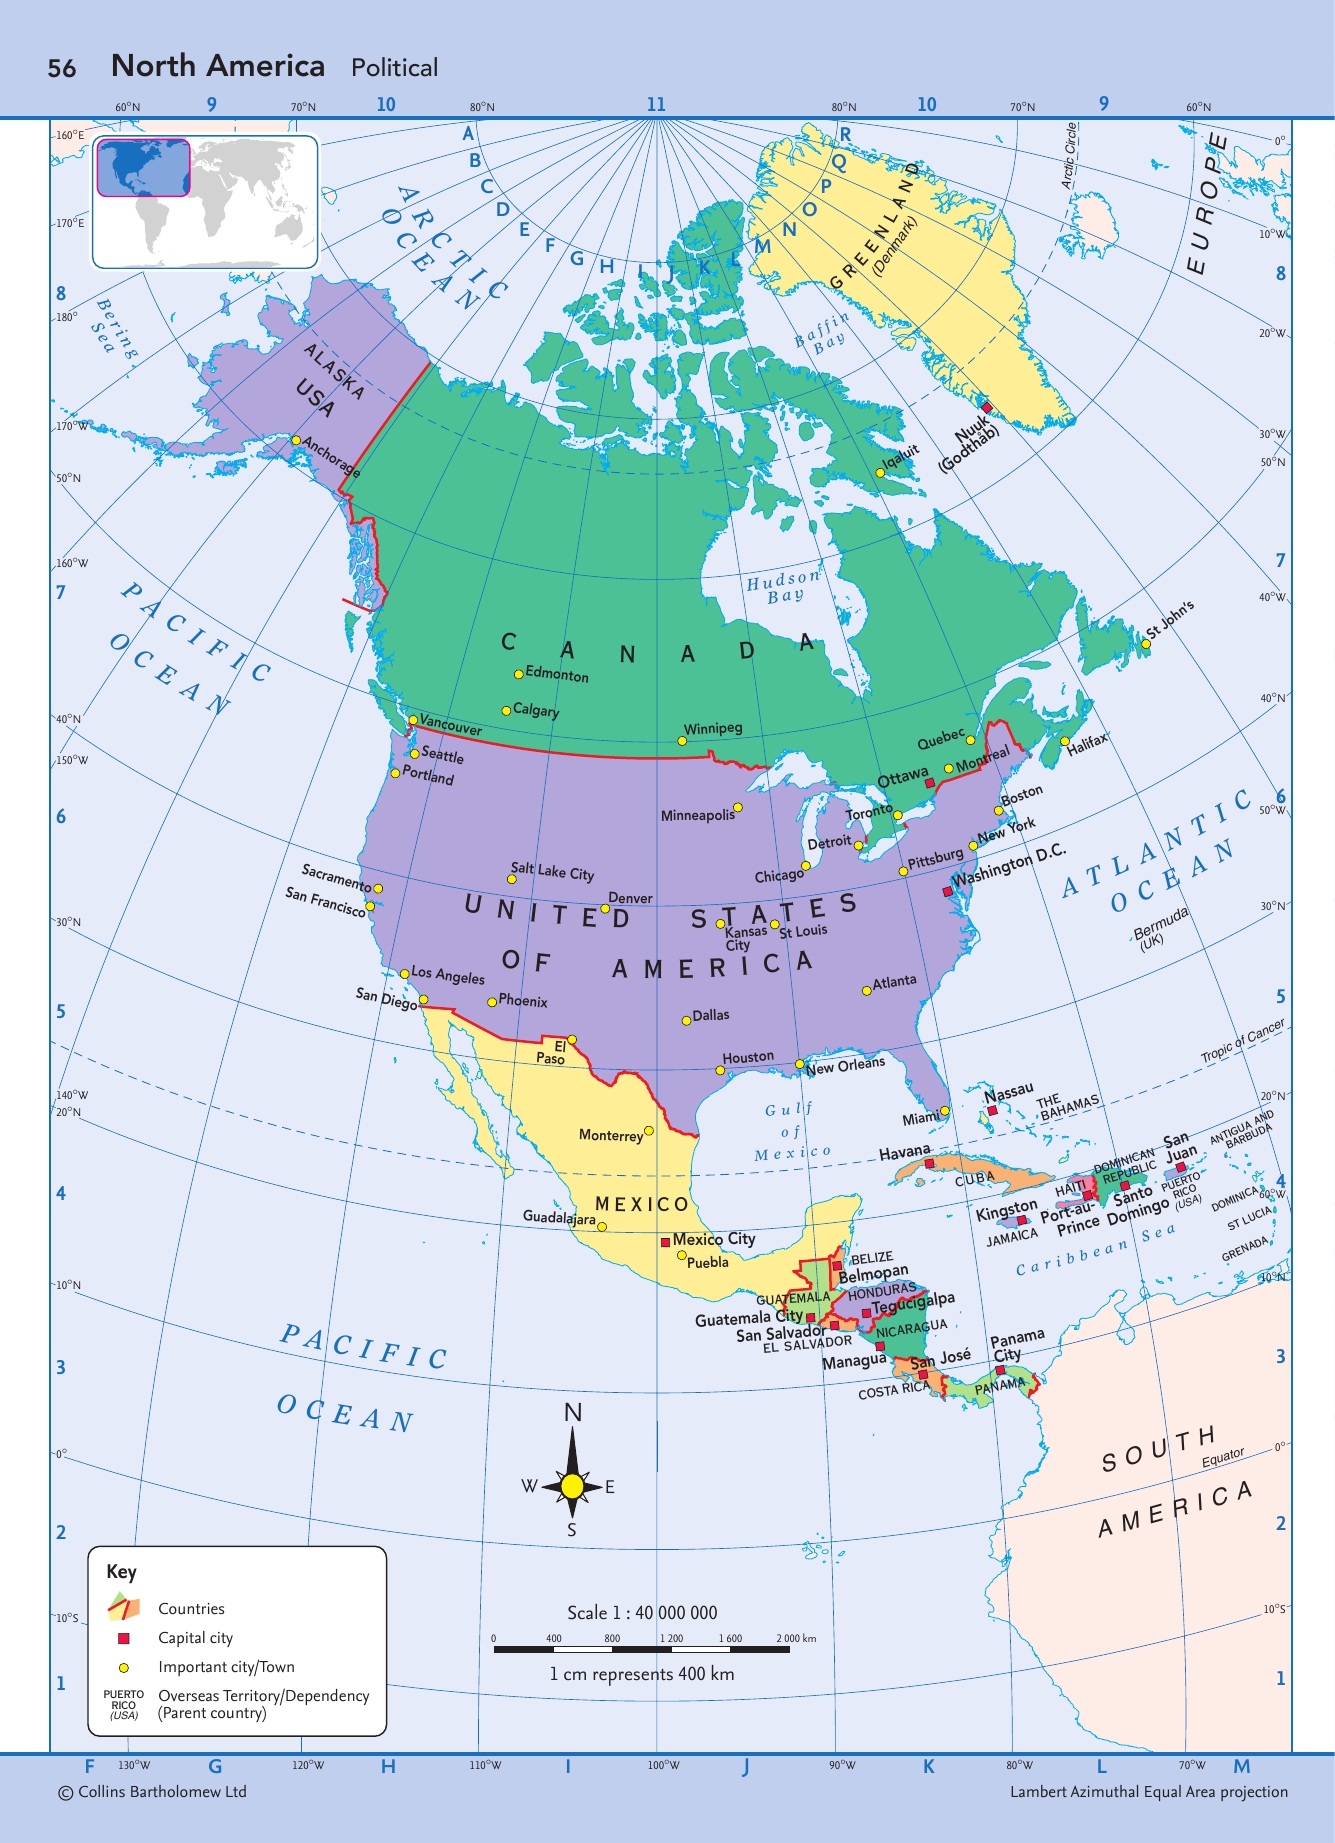 56 North America Political
60°N 9 70°N 10 80°N 11 80°N 10 70°N 9 60°N
160°E
170°E
8
180°
170°W
50°N
160°W
7
40°N
150°W
6
30°N
5
140°W
20°N
4
10°N
3
0°
2
10°S
1
0°
10°W
8
20°W
30°W
50°N
7
40°W
40°N
6
50°W
30°N
5
20°N
4
60°W
10°N
3
0°
2
10°S
1
A
B
C
D
E
F
G
H
I
J
K
L
M
N
O
P
Q
R
ARCTIC
OCEAN
Bering
Sea
Arctic Circle
EUROPE
GREENLAND
(Denmark)
Baffin
Bay
Nuuk
(Godthåb)
Iqaluit
ALASKA
USA
Anchorage
PACIFIC
OCEAN
Hudson
Bay
CANADA
St John's
Edmonton
Calgary
Vancouver
Winnipeg
Quebec
Montreal
Halifax
Ottawa
Toronto
Seattle
Portland
Minneapolis
Detroit
Boston
New York
Chicago
Pittsburg
Washington D.C.
Sacramento
San Francisco
Salt Lake City
Denver
UNITED STATES
OF AMERICA
Kansas
City
St Louis
ATLANTIC
OCEAN
Bermuda
(UK)
Los Angeles
San Diego
Phoenix
Atlanta
Dallas
El
Paso
Houston
New Orleans
Tropic of Cancer
Miami
Nassau
THE
BAHAMAS
Gulf
of
Mexico
Monterrey
Havana
CUBA
MEXICO
Guadalajara
Mexico City
Puebla
HAITI
DOMINICAN
REPUBLIC
San
Juan
ANTIGUA AND
BARBUDA
PUERTO
RICO
(USA)
Kingston
JAMAICA
Port-au-
Prince
Santo
Domingo
DOMINICA
ST LUCIA
GRENADA
Caribbean Sea
BELIZE
Belmopan
GUATEMALA
Guatemala City
HONDURAS
Tegucigalpa
San Salvador
EL SALVADOR
NICARAGUA
Managua
San José
COSTA RICA
Panama
City
PANAMA
PACIFIC
OCEAN
SOUTH
AMERICA
Equator
N
W E
S
Key
Countries
Capital city
Important city/Town
PUERTO
RICO
(USA)
Overseas Territory/Dependency
(Parent country)
Scale 1 : 40 000 000
0 400 800 1 200 1 600 2 000 km
1 cm represents 400 km
F 130°W G 120°W H 110°W I 100°W J 90°W K 80°W L 70°W M
© Collins Bartholomew Ltd
Lambert Azimuthal Equal Area projection